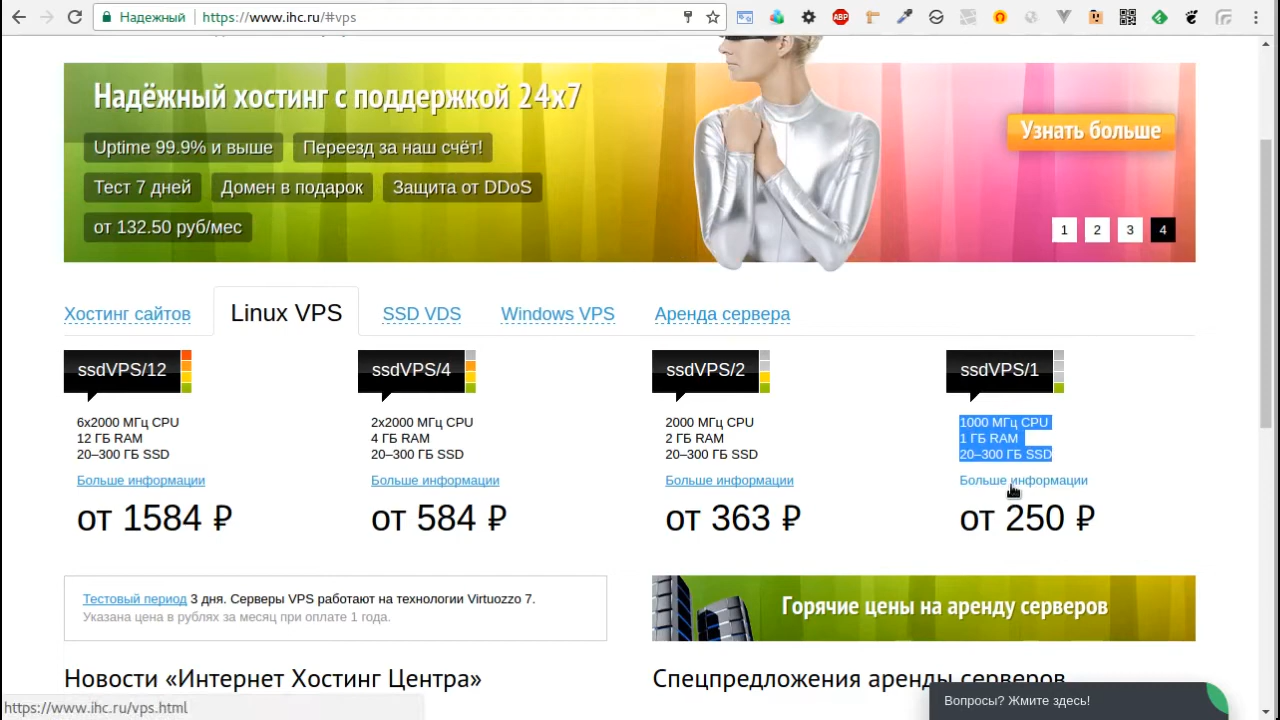 Надежный
https://www.ihc.ru/#vps
ABP
Надёжный хостинг с поддержкой 24x7
Uptime 99.9% и выше
Переезд за наш счёт!
Тест 7 дней
Домен в подарок
Защита от DDoS
от 132.50 руб/мес
Узнать больше
1 2 3 4
Хостинг сайтов
Linux VPS
SSD VDS
Windows VPS
Аренда сервера
ssdVPS/12
6x2000 МГц CPU
12 ГБ RAM
20–300 ГБ SSD
Больше информации
от 1584 ₽
ssdVPS/4
2x2000 МГц CPU
4 ГБ RAM
20–300 ГБ SSD
Больше информации
от 584 ₽
ssdVPS/2
2000 МГц CPU
2 ГБ RAM
20–300 ГБ SSD
Больше информации
от 363 ₽
ssdVPS/1
1000 МГц CPU
1 ГБ RAM
20–300 ГБ SSD
Больше информации
от 250 ₽
Тестовый период 3 дня. Серверы VPS работают на технологии Virtuozzo 7.
Указана цена в рублях за месяц при оплате 1 года.
Горячие цены на аренду серверов
Новости «Интернет Хостинг Центра»
Спецпредложения аренды серверов
Вопросы? Жмите здесь!
https://www.ihc.ru/vps.html